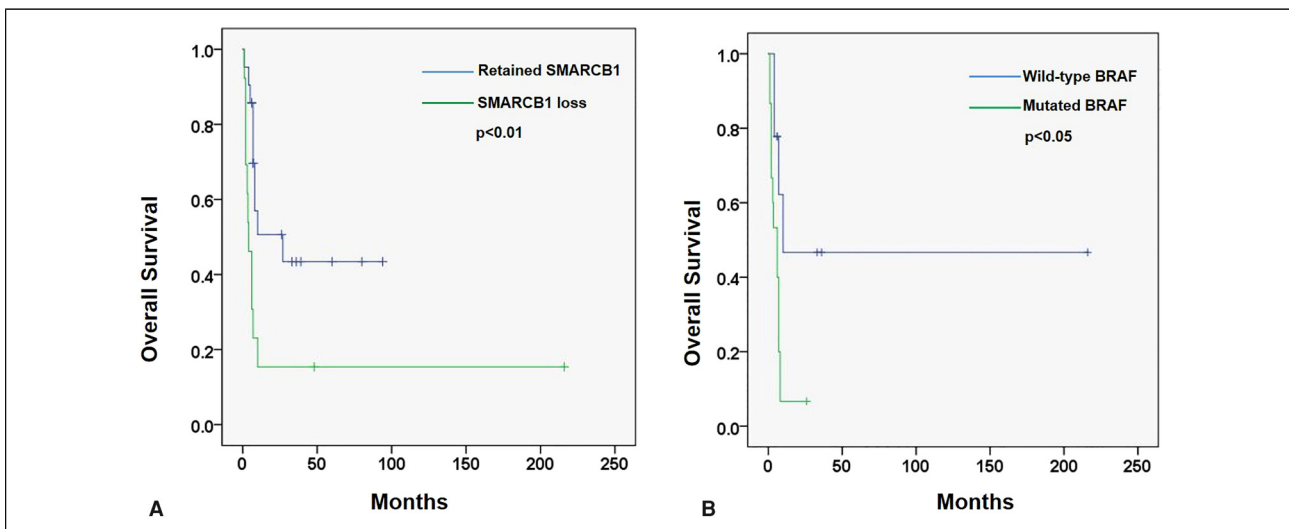 Retained SMARCB1
SMARCB1 loss
p<0.01
Overall Survival
1.0
0.8
0.6
0.4
0.2
0.0
0 50 100 150 200 250
Months
A
Wild-type BRAF
Mutated BRAF
p<0.05
Overall Survival
1.0
0.8
0.6
0.4
0.2
0.0
0 50 100 150 200 250
Months
B